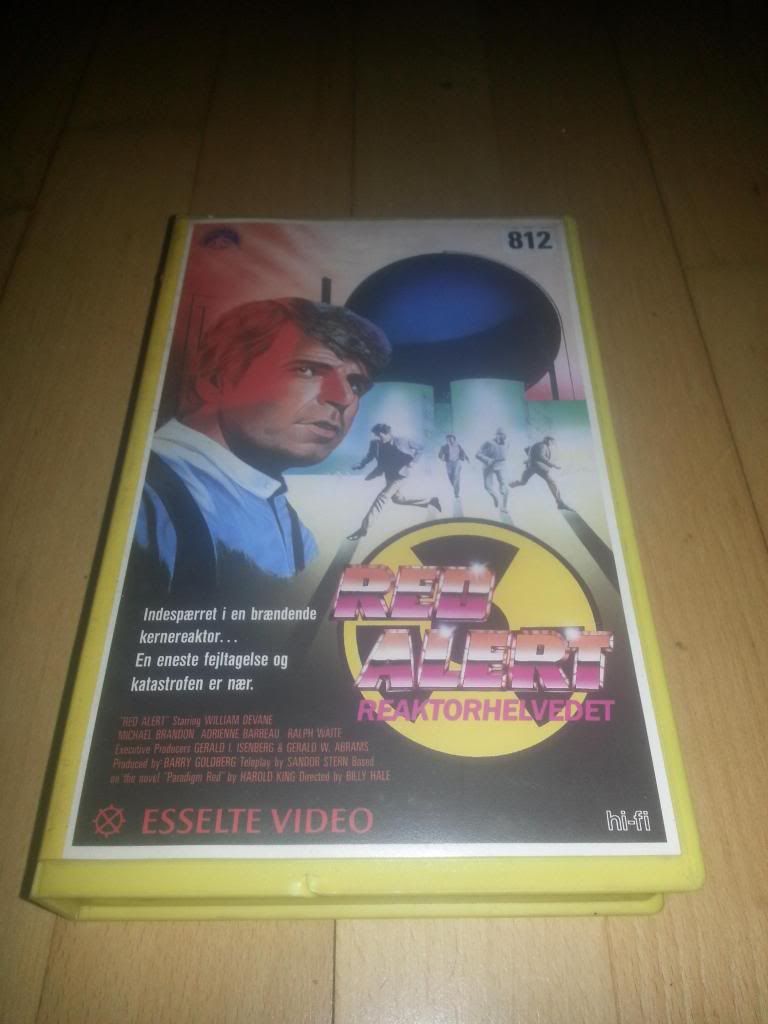 812
Indespærret i en brændende
kernereaktor...
En eneste fejltagelse og
katastrofen er nær.
RED
ALERT
REAKTORHELVEDET
"RED ALERT" Starring WILLIAM DEVANE
MICHAEL BRANDON ADRIENNE BARBEAU RALPH WAITE
Executive Producers GERALD I. ISENBERG & GERALD W. ABRAMS
Produced by BARRY GOLDBERG Teleplay by SANDOR STERN Based
on the novel "Paradigm Red" by HAROLD KING Directed by BILLY HALE
ESSELTE VIDEO
hi-fi